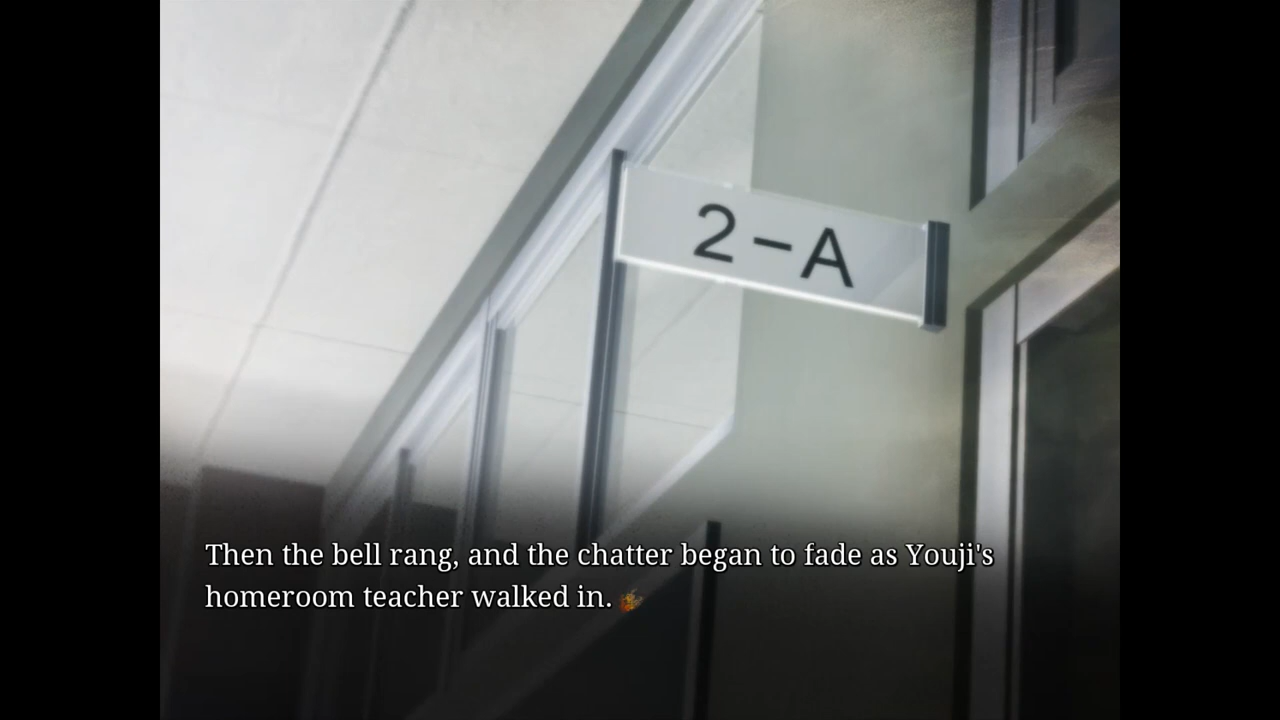 2-A
Then the bell rang, and the chatter began to fade as Youji's
homeroom teacher walked in.